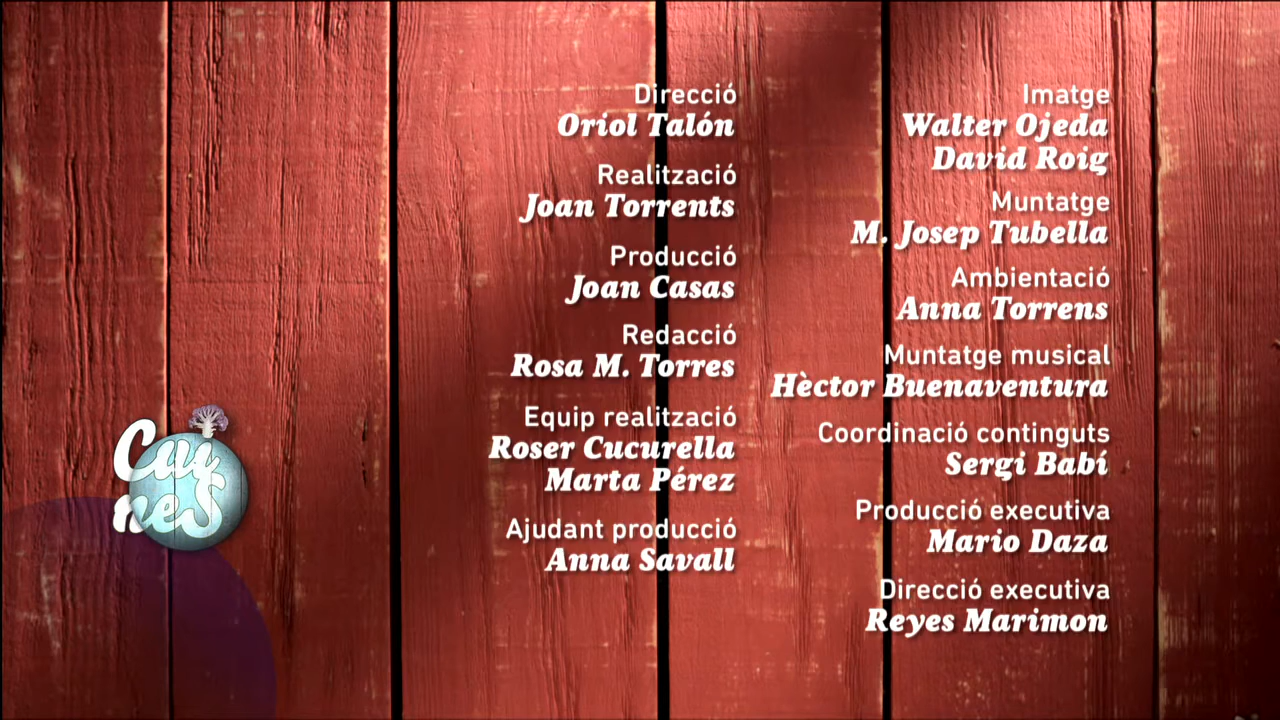 Direcció
Oriol Talón
Realització
Joan Torrents
Producció
Joan Casas
Redacció
Rosa M. Torres
Equip realització
Roser Cucurella
Marta Pérez
Ajudant producció
Anna Savall
Imatge
Walter Ojeda
David Roig
Muntatge
M. Josep Tubella
Ambientació
Anna Torrens
Muntatge musical
Hèctor Buenaventura
Coordinació continguts
Sergi Babí
Producció executiva
Mario Daza
Direcció executiva
Reyes Marimon
Cui
neS